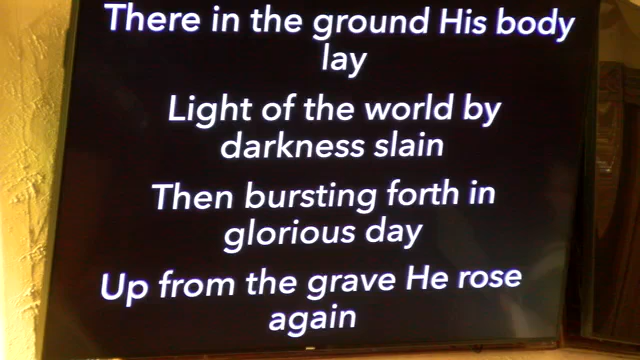 There in the ground His body
lay
Light of the world by
darkness slain
Then bursting forth in
glorious day
Up from the grave He rose
again